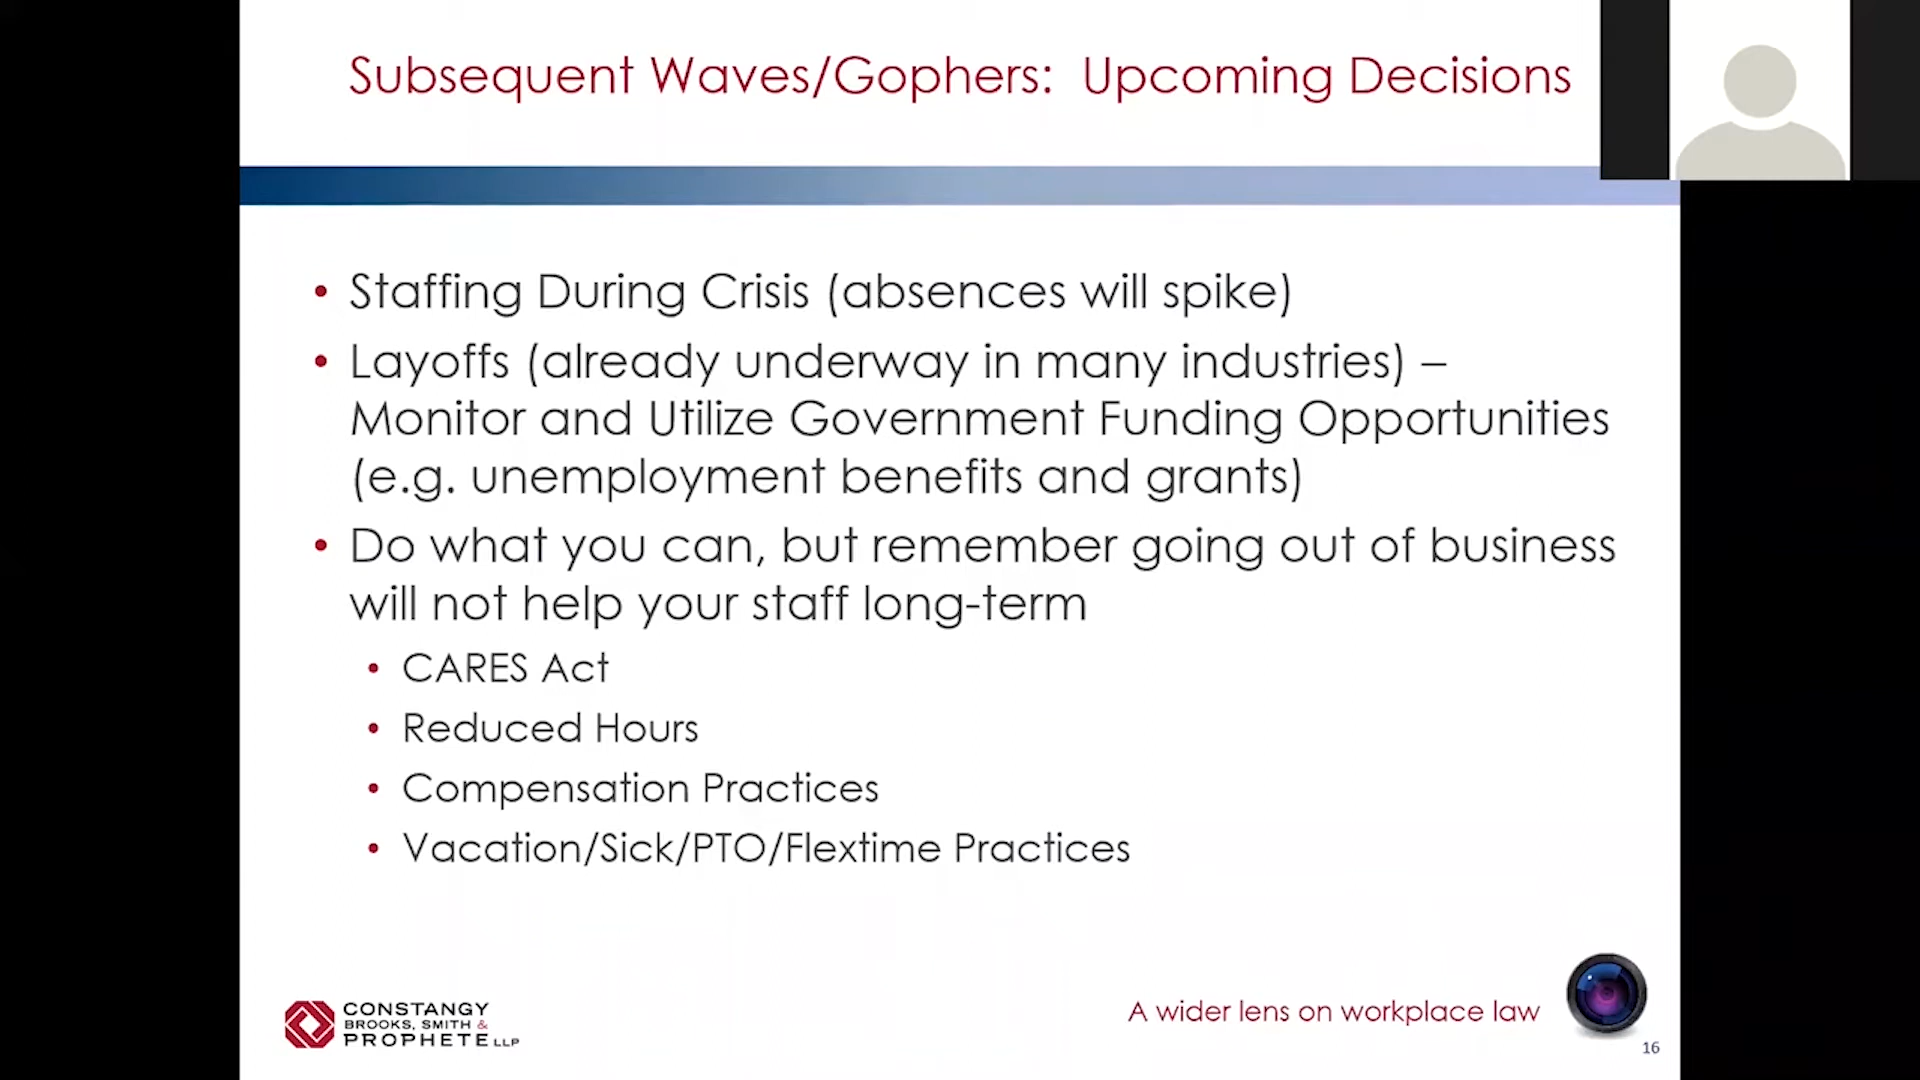 Subsequent Waves/Gophers: Upcoming Decisions
• Staffing During Crisis (absences will spike)
• Layoffs (already underway in many industries) –
Monitor and Utilize Government Funding Opportunities
(e.g. unemployment benefits and grants)
• Do what you can, but remember going out of business
will not help your staff long-term
• CARES Act
• Reduced Hours
• Compensation Practices
• Vacation/Sick/PTO/Flextime Practices
CONSTANGY
BROOKS, SMITH &
PROPHETE LLP
A wider lens on workplace law
16